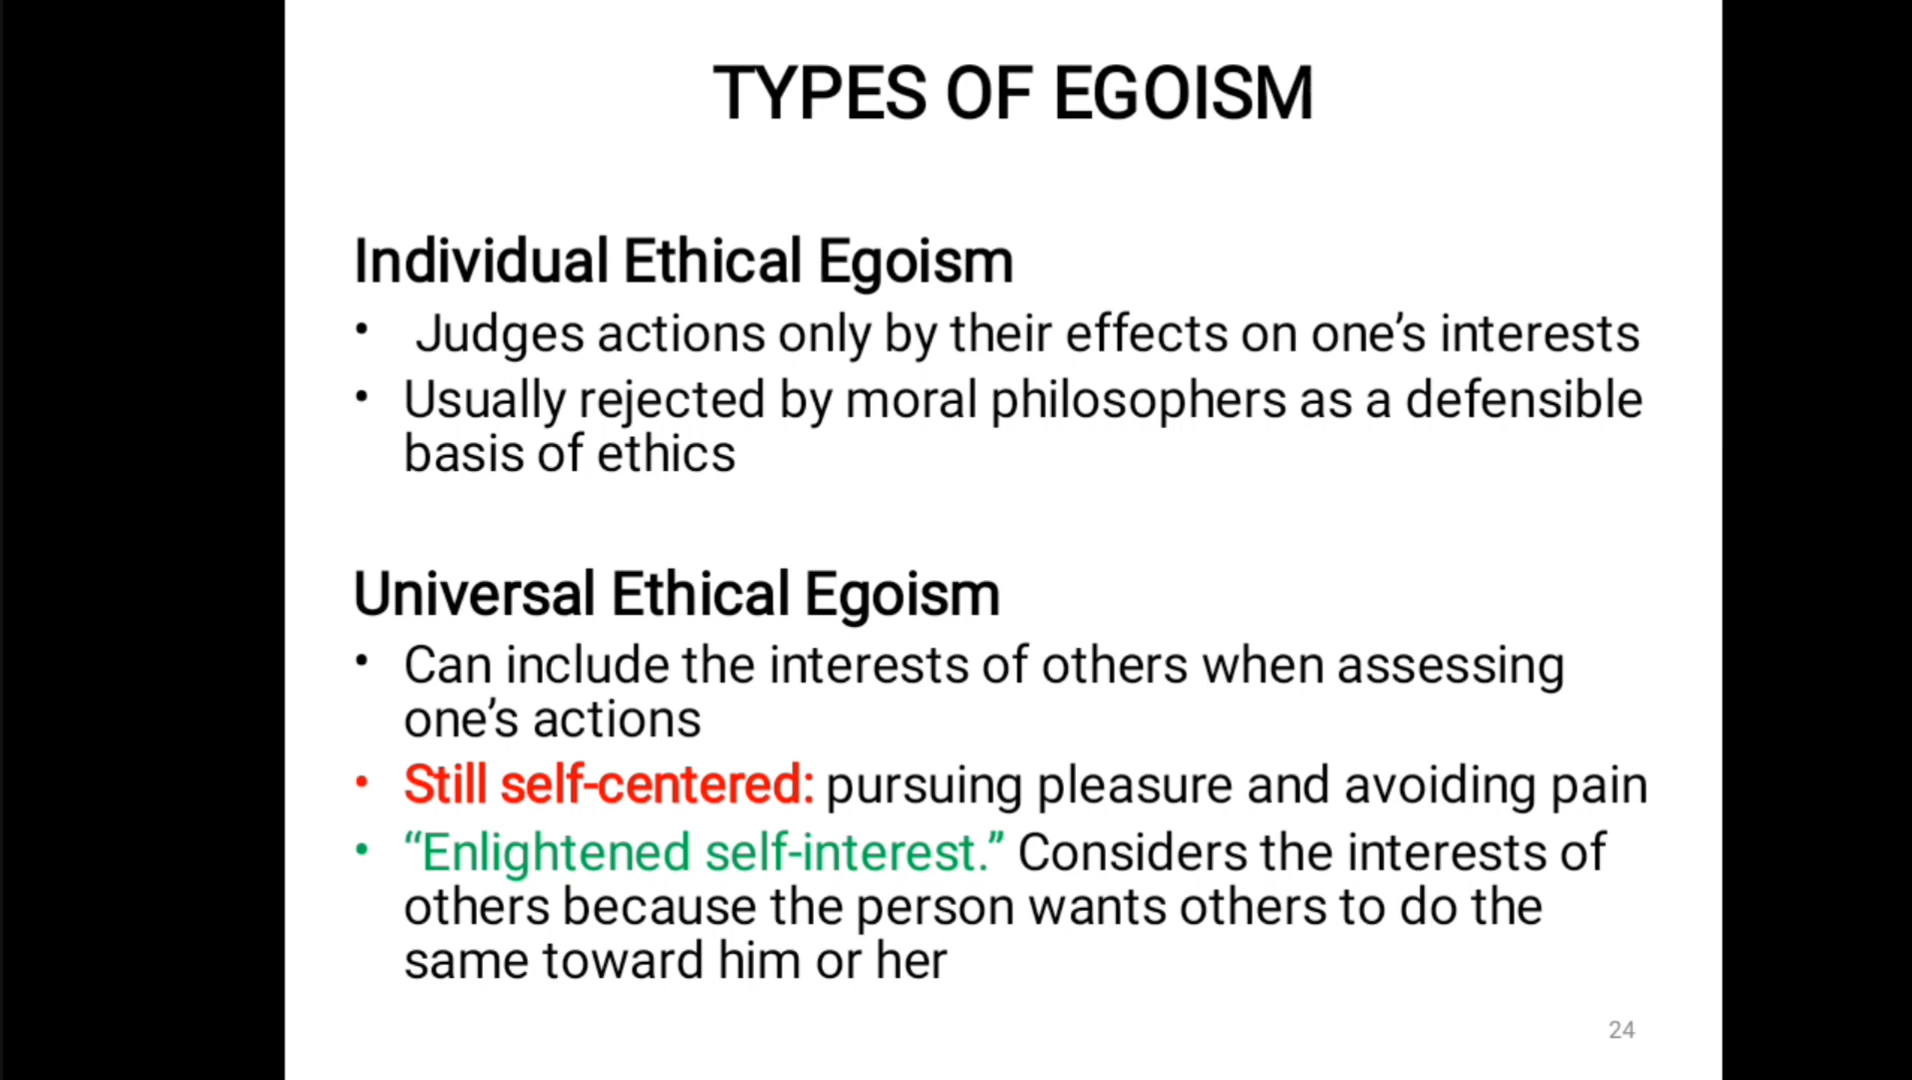 TYPES OF EGOISM
Individual Ethical Egoism
• Judges actions only by their effects on one’s interests
• Usually rejected by moral philosophers as a defensible
basis of ethics
Universal Ethical Egoism
• Can include the interests of others when assessing
one’s actions
• Still self-centered: pursuing pleasure and avoiding pain
• “Enlightened self-interest.” Considers the interests of
others because the person wants others to do the
same toward him or her
24